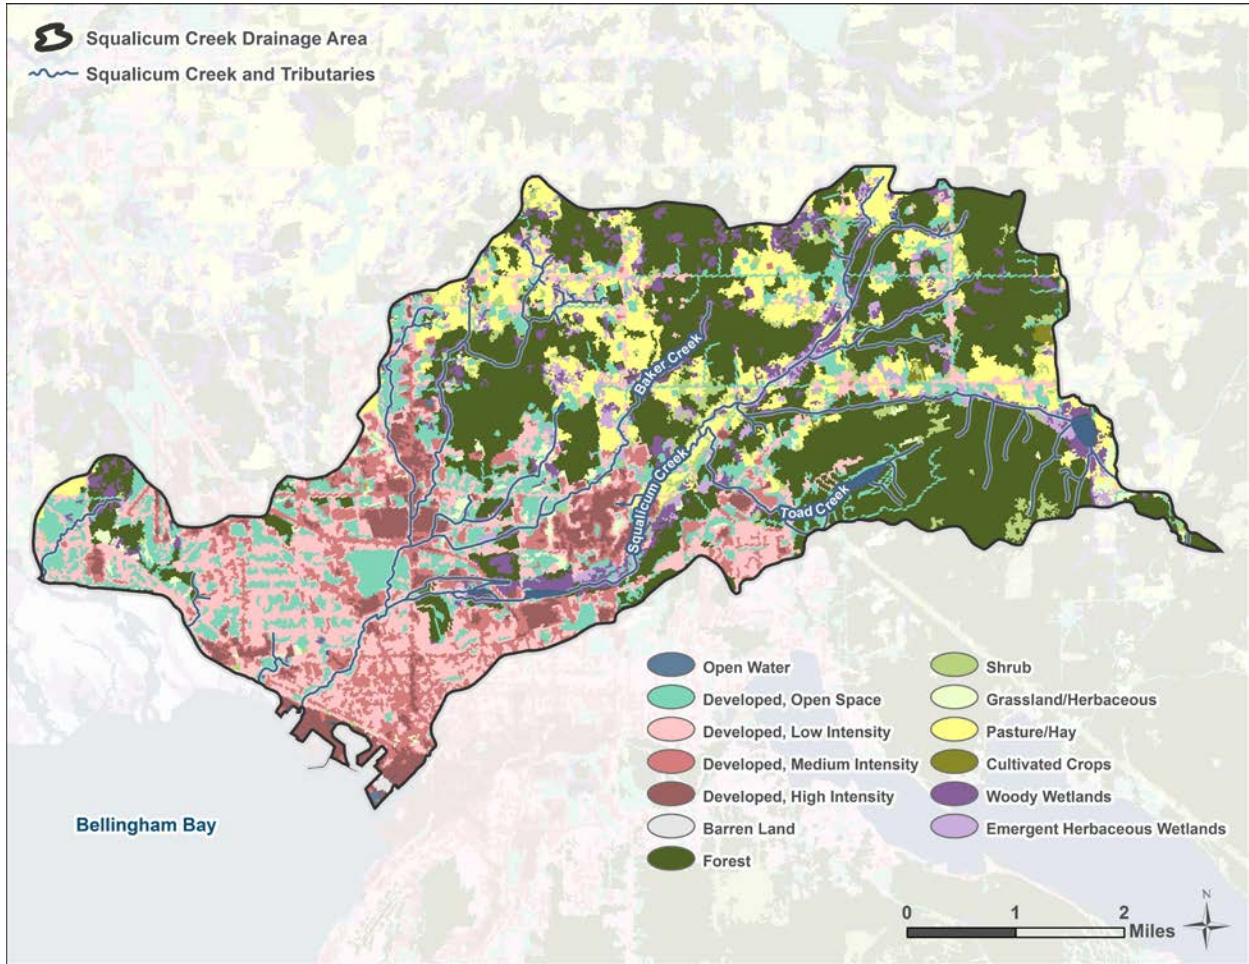 Squalicum Creek Drainage Area
Squalicum Creek and Tributaries
Baker Creek
Squalicum Creek
Toad Creek
Bellingham Bay
Open Water
Developed, Open Space
Developed, Low Intensity
Developed, Medium Intensity
Developed, High Intensity
Barren Land
Forest
Shrub
Grassland/Herbaceous
Pasture/Hay
Cultivated Crops
Woody Wetlands
Emergent Herbaceous Wetlands
0 1 2
Miles
N